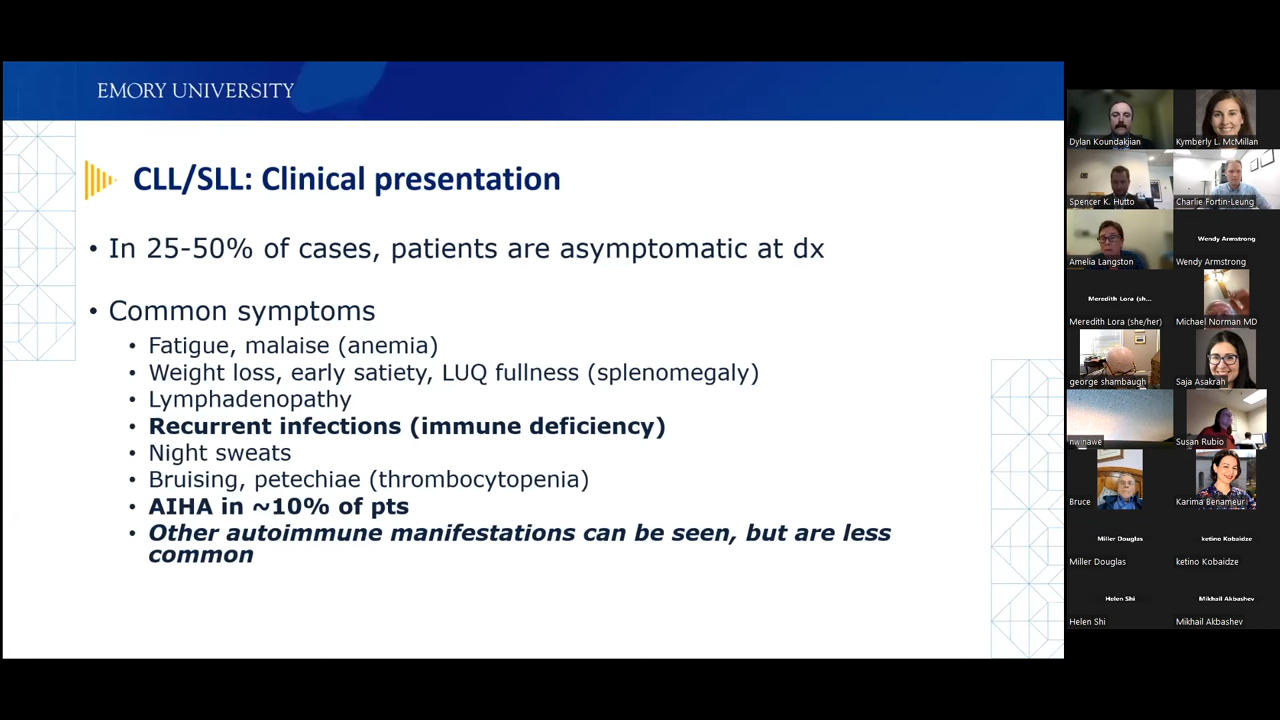 EMORY UNIVERSITY
CLL/SLL: Clinical presentation
• In 25-50% of cases, patients are asymptomatic at dx
• Common symptoms
• Fatigue, malaise (anemia)
• Weight loss, early satiety, LUQ fullness (splenomegaly)
• Lymphadenopathy
• Recurrent infections (immune deficiency)
• Night sweats
• Bruising, petechiae (thrombocytopenia)
• AIHA in ~10% of pts
• Other autoimmune manifestations can be seen, but are less
common
Dylan Koundakjian
Kymberly L. McMillan
Spencer K. Hutto
Charlie Fortin-Leung
Amelia Langston
Wendy Armstrong
Wendy Armstrong
Meredith Lora (sh...
Meredith Lora (she/her)
Michael Norman MD
george shambaugh
Saja Asakrah
nwinawe
Susan Rubio
Bruce
Karima Benameur
Miller Douglas
Miller Douglas
ketino Kobaidze
ketino Kobaidze
Helen Shi
Helen Shi
Mikhail Akbashev
Mikhail Akbashev